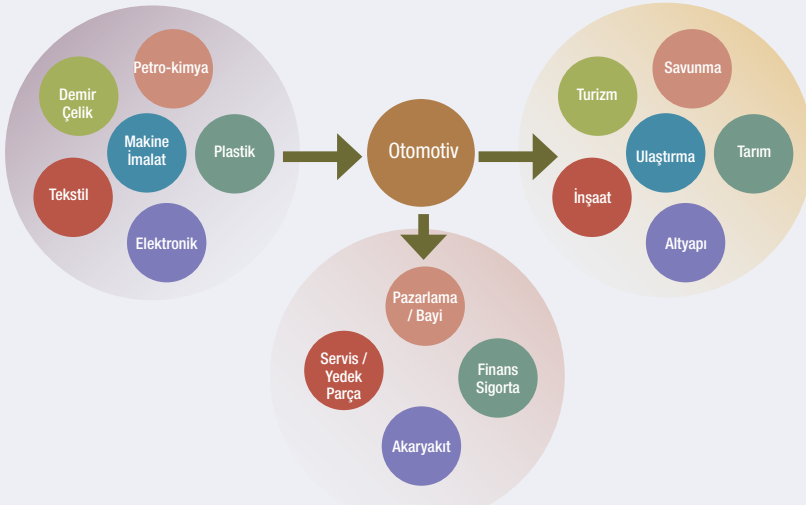 Petro-kimya
Demir
Çelik
Makine
İmalat
Plastik
Tekstil
Elektronik
Otomotiv
Savunma
Turizm
Ulaştırma
Tarım
İnşaat
Altyapı
Pazarlama
/ Bayi
Servis /
Yedek
Parça
Finans
Sigorta
Akaryakıt